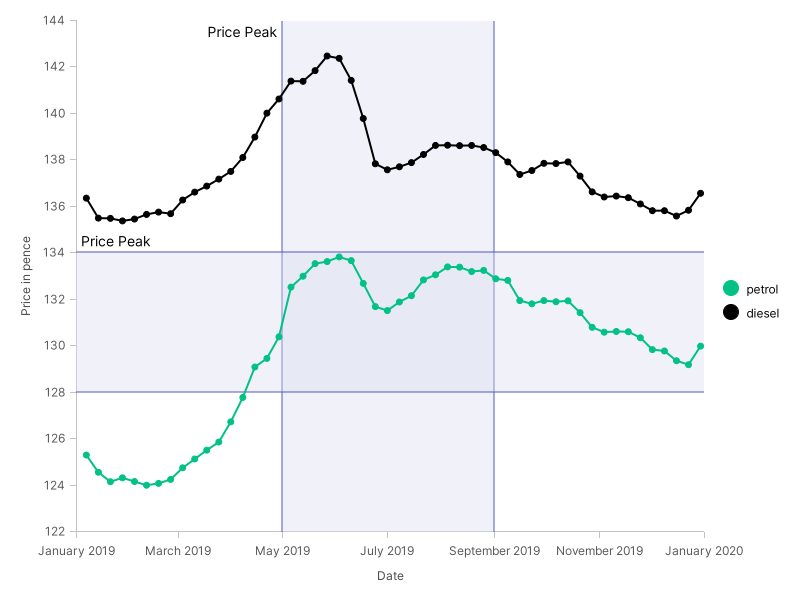 144
Price Peak
142
140
138
136
Price Peak
134
132
130
128
126
124
122
Price in pence
January 2019
March 2019
May 2019
July 2019
September 2019
November 2019
January 2020
Date
petrol
diesel